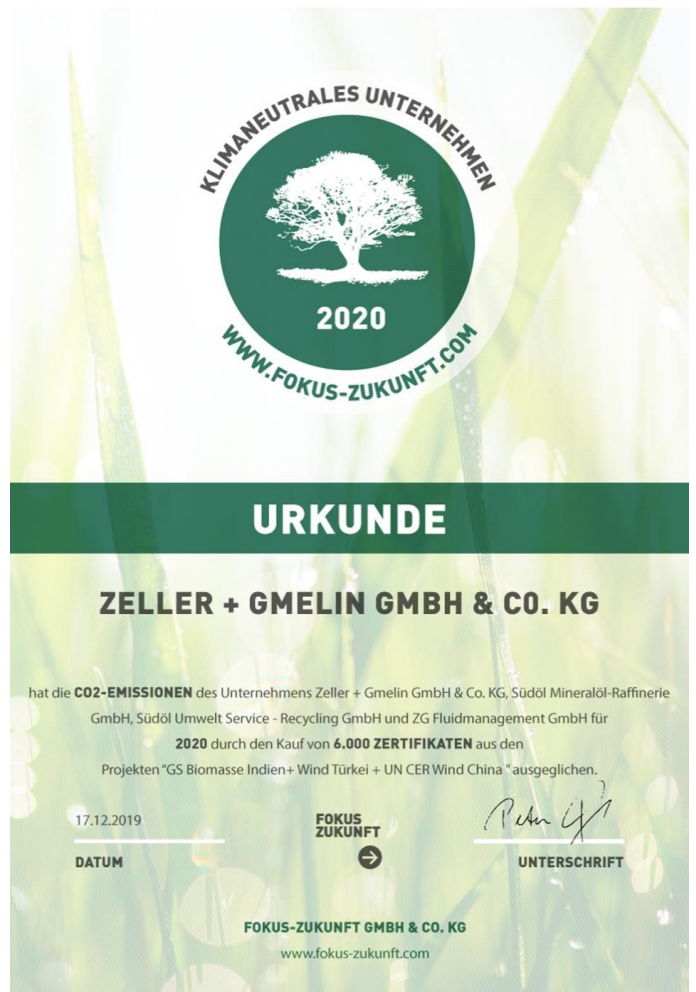 KLIMANEUTRALES UNTERNEHMEN
2020
WWW.FOKUS-ZUKUNFT.COM
URKUNDE
ZELLER + GMELIN GMBH & CO. KG
hat die CO2-EMISSIONEN des Unternehmens Zeller + Gmelin GmbH & Co. KG, Südöl Mineralöl-Raffinerie
GmbH, Südöl Umwelt Service - Recycling GmbH und ZG Fluidmanagement GmbH für
2020 durch den Kauf von 6.000 ZERTIFIKATEN aus den
Projekten "GS Biomasse Indien+ Wind Türkei + UN CER Wind China " ausgeglichen.
17.12.2019
FOKUS
ZUKUNFT
DATUM
UNTERSCHRIFT
FOKUS-ZUKUNFT GMBH & CO. KG
www.fokus-zukunft.com